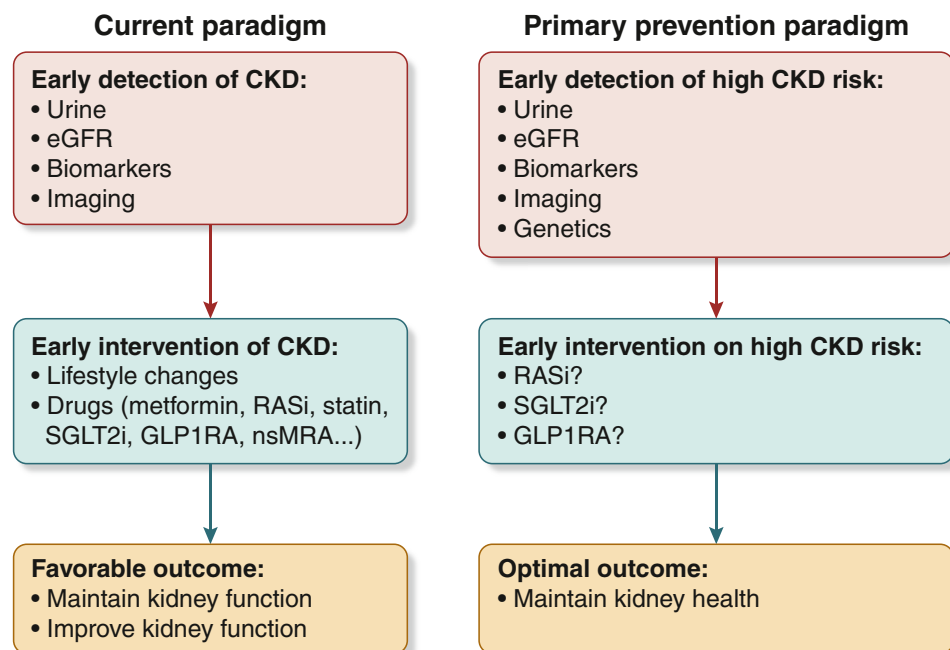 Current paradigm
Early detection of CKD:
• Urine
• eGFR
• Biomarkers
• Imaging
Early intervention of CKD:
• Lifestyle changes
• Drugs (metformin, RASi, statin,
SGLT2i, GLP1RA, nsMRA...)
Favorable outcome:
• Maintain kidney function
• Improve kidney function
Primary prevention paradigm
Early detection of high CKD risk:
• Urine
• eGFR
• Biomarkers
• Imaging
• Genetics
Early intervention on high CKD risk:
• RASi?
• SGLT2i?
• GLP1RA?
Optimal outcome:
• Maintain kidney health